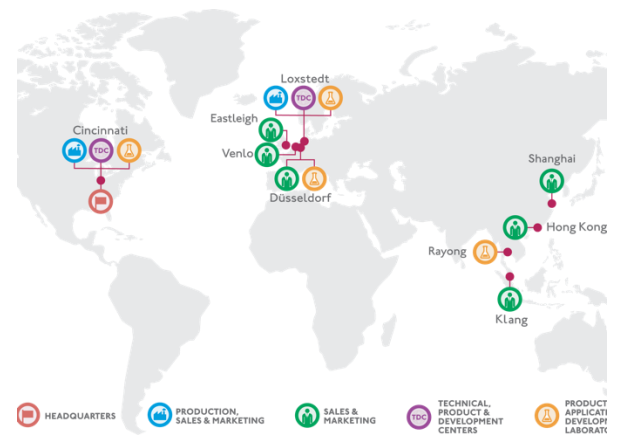 Loxstedt
TDC
Eastleigh
Cincinnati
TDC
Venlo
Shanghai
Düsseldorf
Hong Kong
Rayong
Klang
HEADQUARTERS
PRODUCTION,
SALES & MARKETING
SALES &
MARKETING
TDC
TECHNICAL,
PRODUCT &
DEVELOPMENT
CENTERS